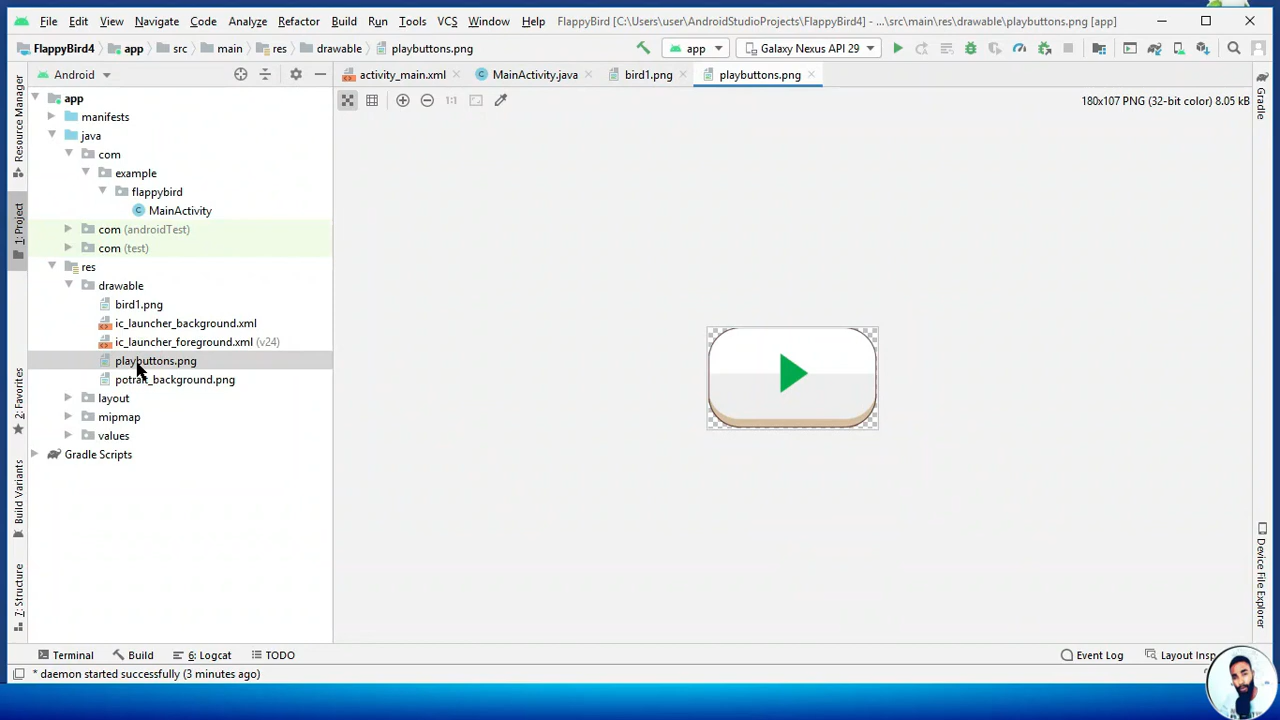 File Edit View Navigate Code Analyze Refactor Build Run Tools VCS Window Help FlappyBird [C:\Users\user\AndroidStudioProjects\FlappyBird4] - ...\src\main\res\drawable\playbuttons.png [app]
FlappyBird4 app src main res drawable playbuttons.png app Galaxy Nexus API 29
Android activity_main.xml MainActivity.java bird1.png playbuttons.png
1:1 180x107 PNG (32-bit color) 8.05 kB
app
manifests
java
com
example
flappybird
MainActivity
com (androidTest)
com (test)
res
drawable
bird1.png
ic_launcher_background.xml
ic_launcher_foreground.xml (v24)
playbuttons.png
potrait_background.png
layout
mipmap
values
Gradle Scripts
Resource Manager
1: Project
2: Favorites
Build Variants
7: Structure
Gradle
Device File Explorer
Terminal Build 6: Logcat TODO Event Log Layout Insp
* daemon started successfully (3 minutes ago)